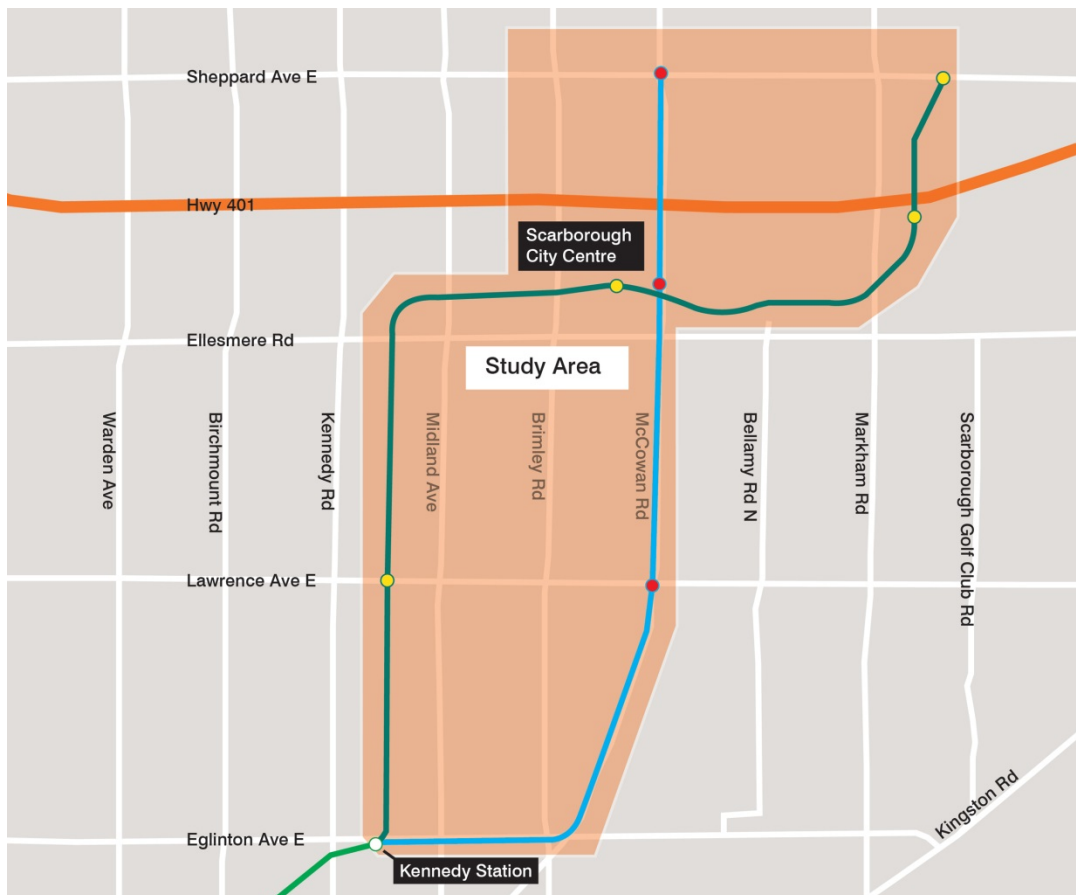 Sheppard Ave E
Hwy 401
Scarborough
City Centre
Ellesmere Rd
Study Area
Warden Ave
Birchmount Rd
Kennedy Rd
Midland Ave
Brimley Rd
McCowan Rd
Bellamy Rd N
Markham Rd
Scarborough Golf Club Rd
Lawrence Ave E
Eglinton Ave E
Kingston Rd
Kennedy Station